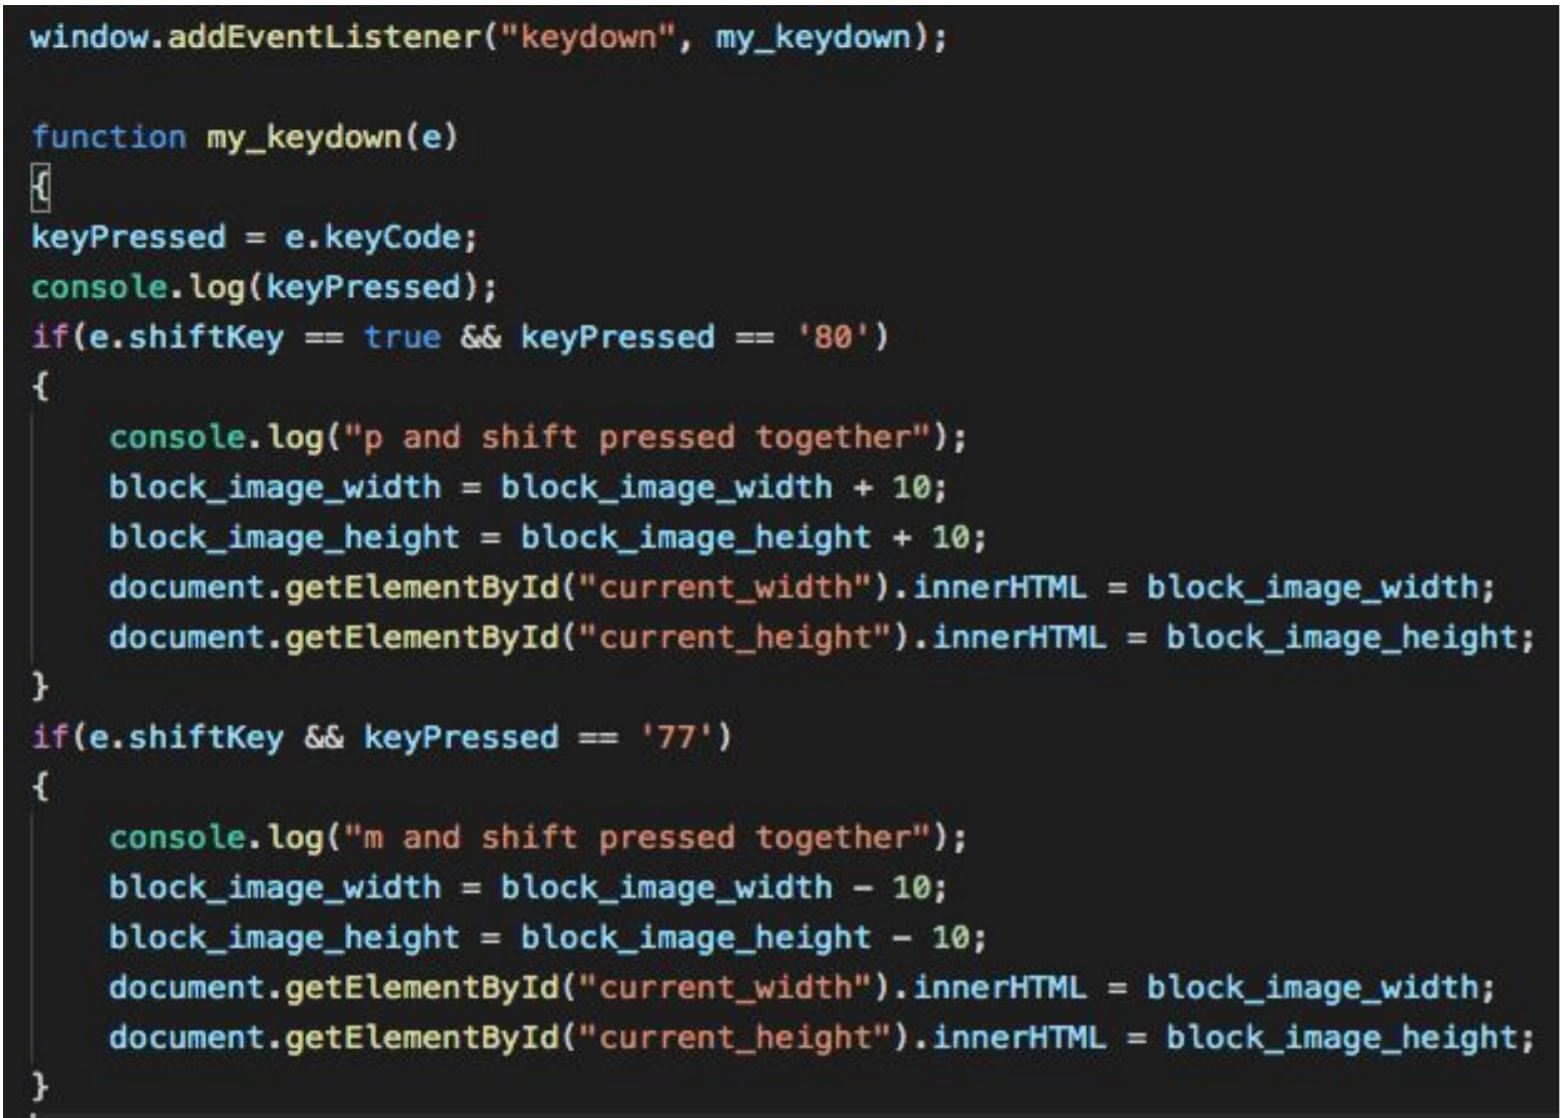 window.addEventListener("keydown", my_keydown);
function my_keydown(e)
{
keyPressed = e.keyCode;
console.log(keyPressed);
if(e.shiftKey == true && keyPressed == '80')
{
console.log("p and shift pressed together");
block_image_width = block_image_width + 10;
block_image_height = block_image_height + 10;
document.getElementById("current_width").innerHTML = block_image_width;
document.getElementById("current_height").innerHTML = block_image_height;
}
if(e.shiftKey && keyPressed == '77')
{
console.log("m and shift pressed together");
block_image_width = block_image_width - 10;
block_image_height = block_image_height - 10;
document.getElementById("current_width").innerHTML = block_image_width;
document.getElementById("current_height").innerHTML = block_image_height;
}